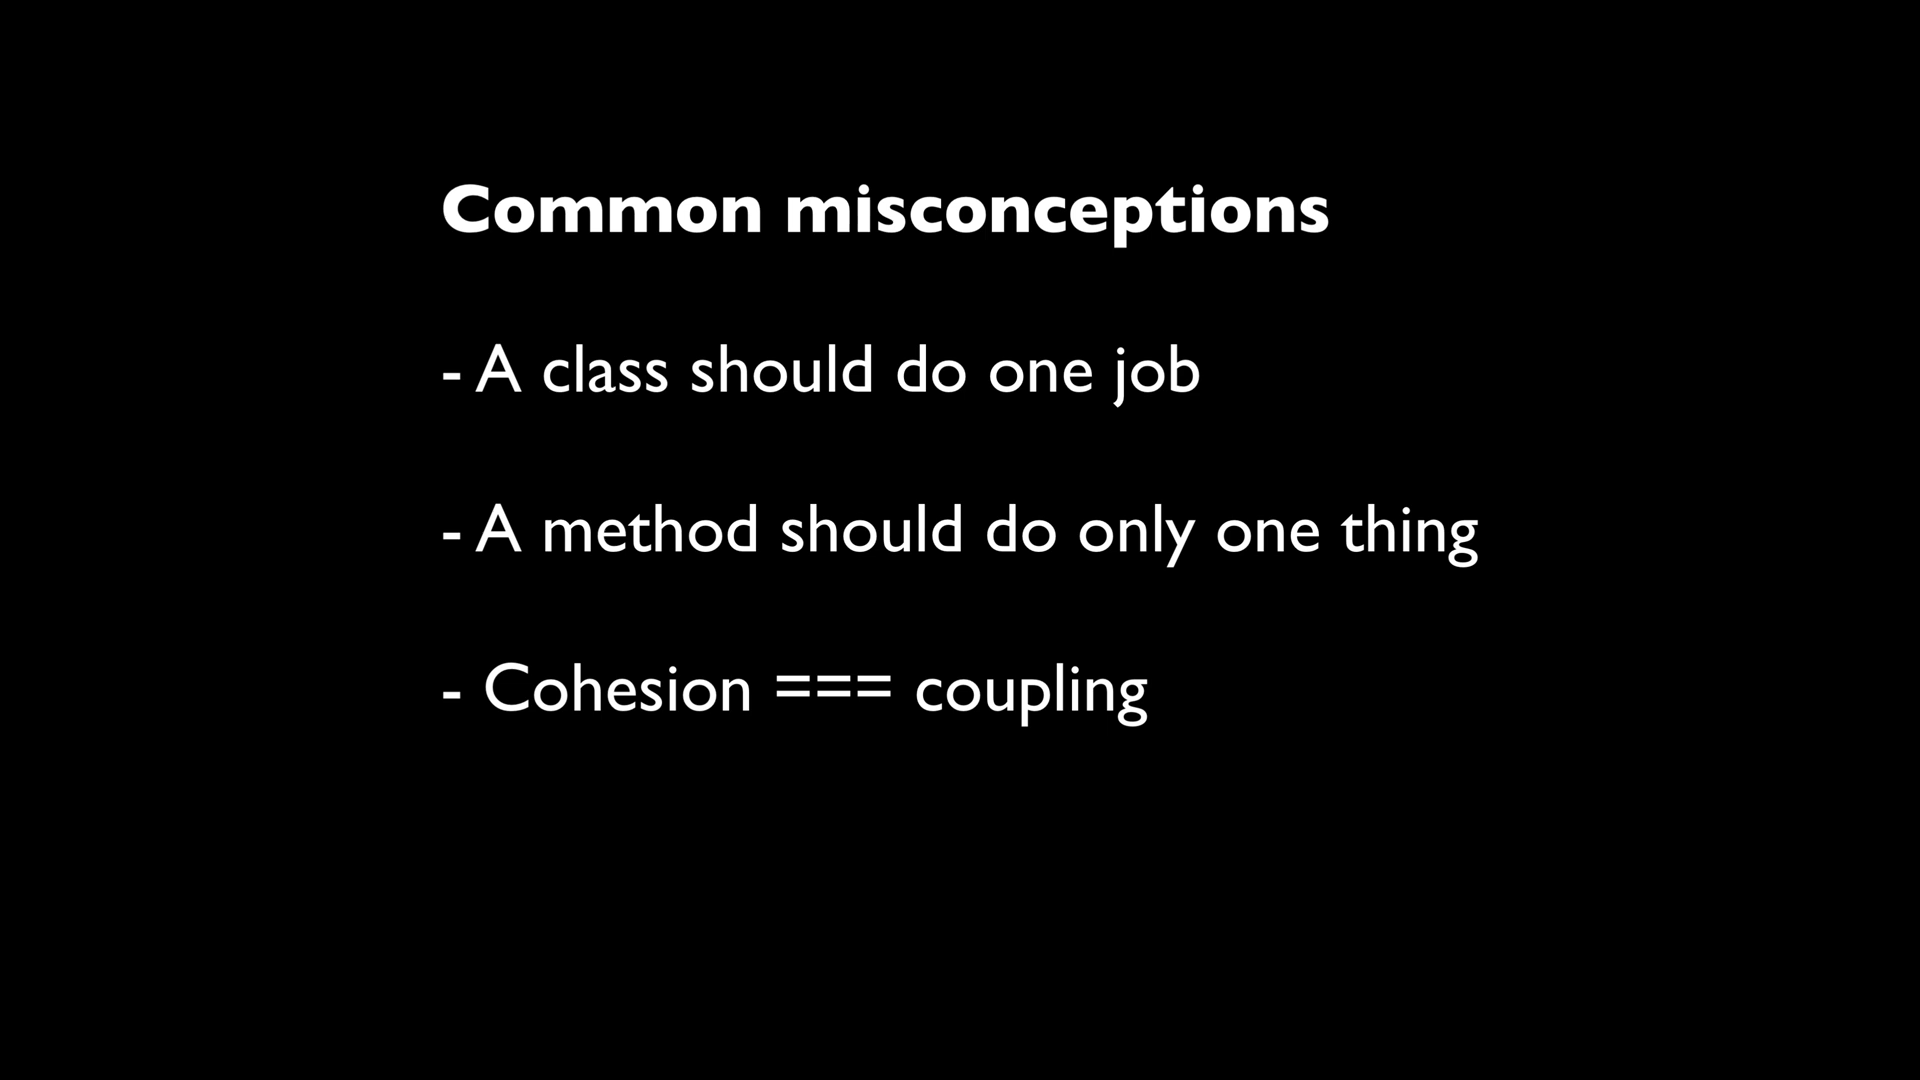 Common misconceptions
- A class should do one job
- A method should do only one thing
- Cohesion === coupling